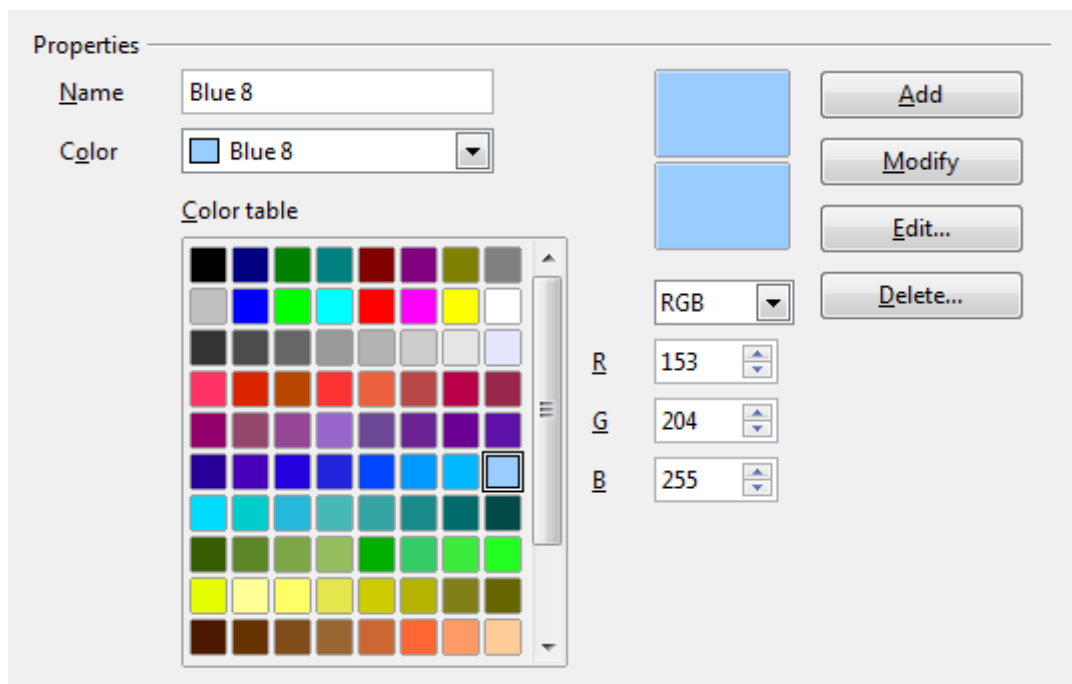 Properties
Name Blue 8
Color Blue 8
Color table
Add
Modify
Edit...
Delete...
RGB
R 153
G 204
B 255